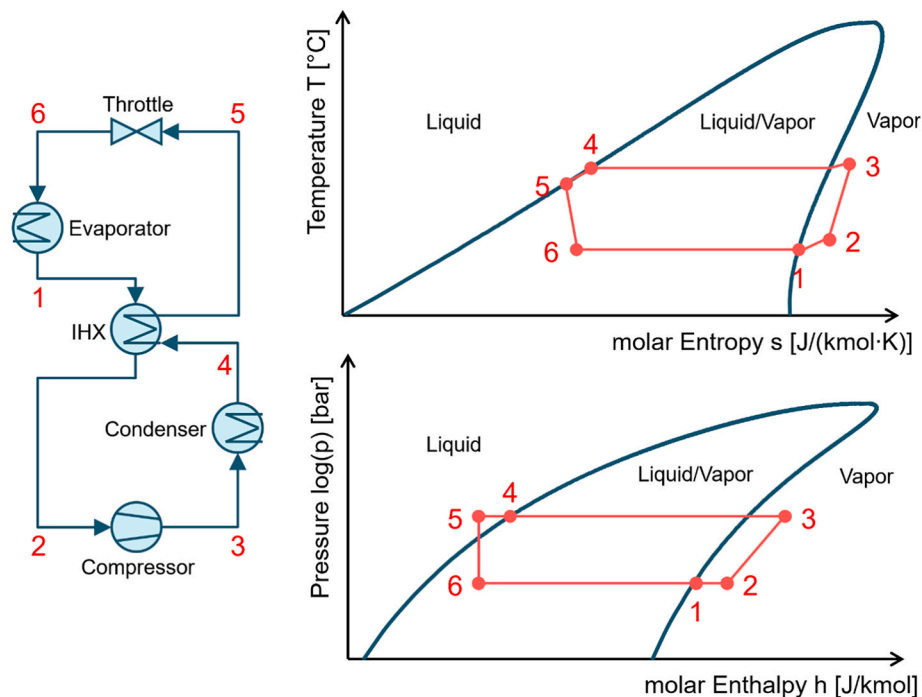 6
Throttle
5
Evaporator
1
IHX
4
Condenser
2
3
Compressor
Temperature T [°C]
Liquid
Liquid/Vapor
Vapor
4
3
5
2
6
1
molar Entropy s [J/(kmol·K)]
Pressure log(p) [bar]
Liquid
Liquid/Vapor
Vapor
5
4
3
6
1
2
molar Enthalpy h [J/kmol]